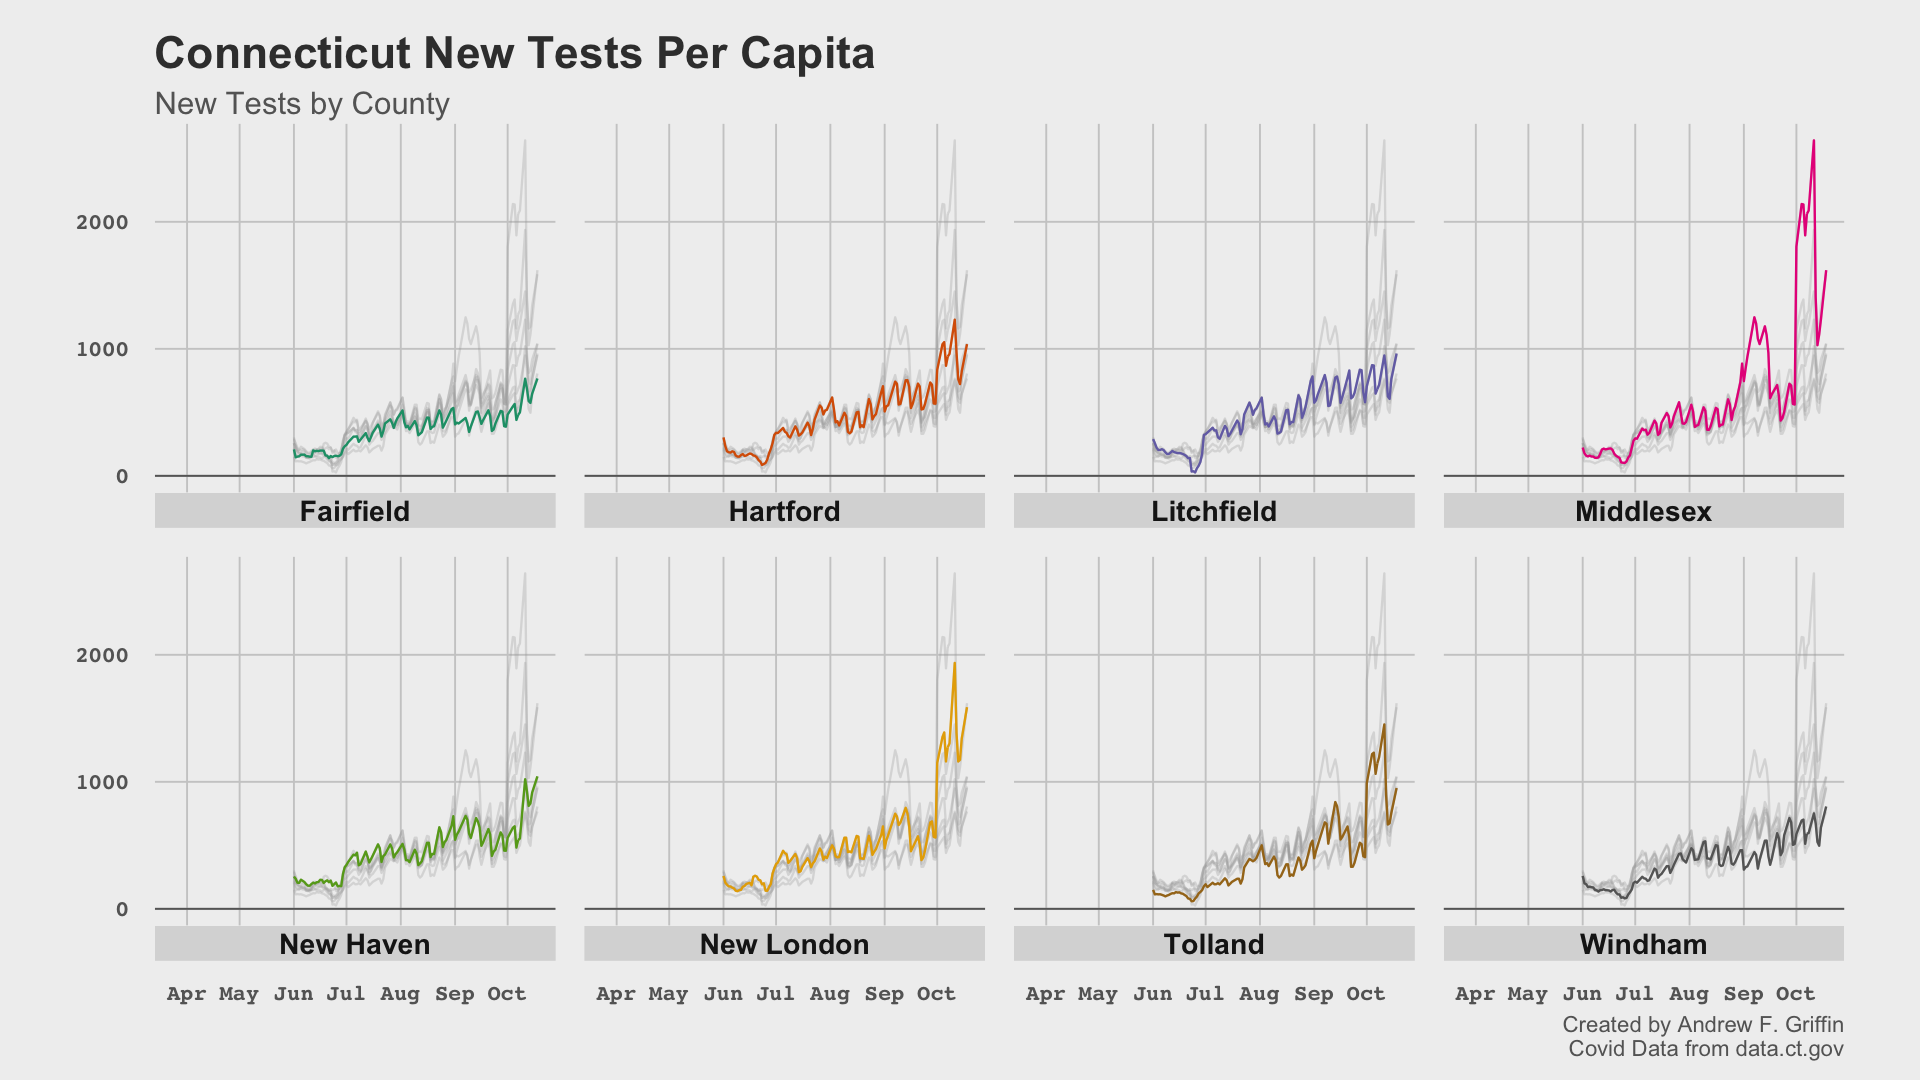 Connecticut New Tests Per Capita
New Tests by County
2000
1000
0
Fairfield Hartford Litchfield Middlesex
2000
1000
0
New Haven New London Tolland Windham
Apr May Jun Jul Aug Sep Oct Apr May Jun Jul Aug Sep Oct Apr May Jun Jul Aug Sep Oct Apr May Jun Jul Aug Sep Oct
Created by Andrew F. Griffin
Covid Data from data.ct.gov